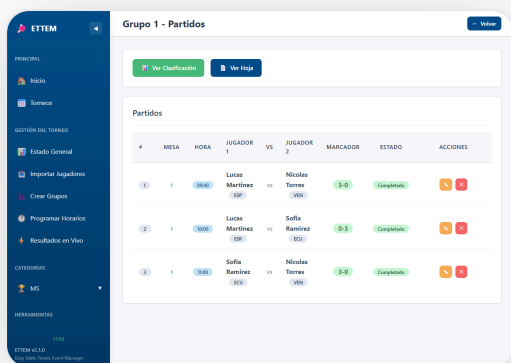 ETTEM
PRINCIPAL
Inicio
Torneos
GESTIÓN DEL TORNEO
Estado General
Importar Jugadores
Crear Grupos
Programar Horarios
Resultados en Vivo
CATEGORÍAS
MS
HERRAMIENTAS
ETTEM v2.1.0
Easy Table Tennis Event Manager
Grupo 1 - Partidos
← Volver
Ver Clasificación
Ver Hoja
Partidos
# MESA HORA JUGADOR 1 VS JUGADOR 2 MARCADOR ESTADO ACCIONES
1 1 09:00 Lucas Martinez ESP vs Nicolas Torres VEN 3-0 Completado
2 1 10:00 Lucas Martinez ESP vs Sofia Ramirez ECU 0-3 Completado
3 1 11:00 Sofia Ramirez ECU vs Nicolas Torres VEN 3-0 Completado